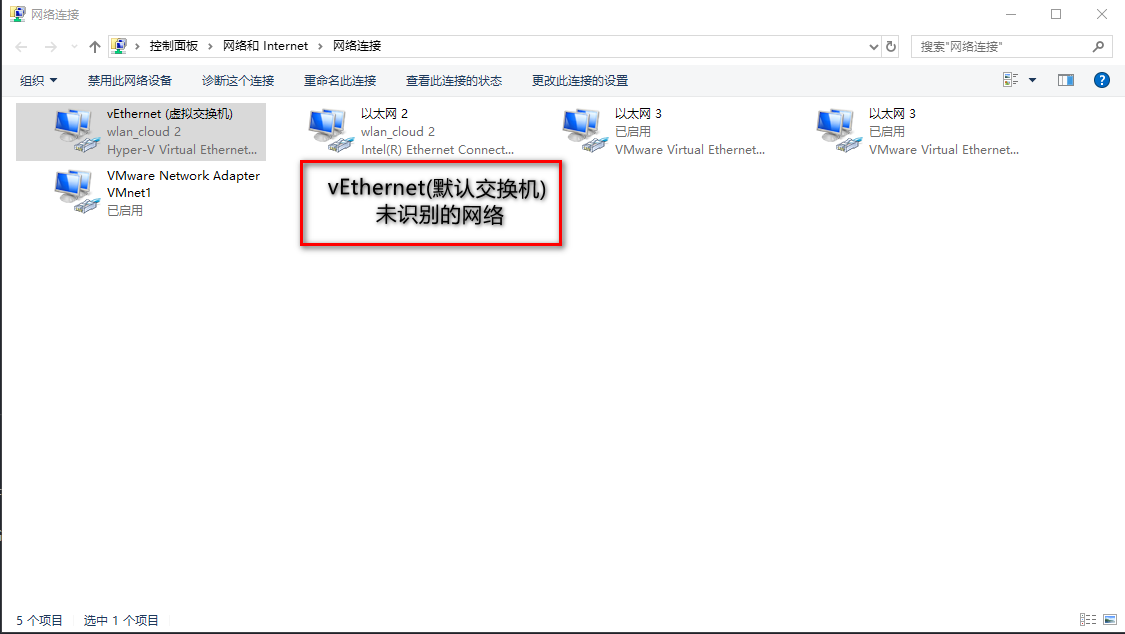 网络连接
控制面板 › 网络和 Internet › 网络连接
搜索"网络连接"
组织 禁用此网络设备 诊断这个连接 重命名此连接 查看此连接的状态 更改此连接的设置
vEthernet (虚拟交换机)
wlan_cloud 2
Hyper-V Virtual Ethernet...
以太网 2
wlan_cloud 2
Intel(R) Ethernet Connect...
以太网 3
已启用
VMware Virtual Ethernet...
以太网 3
已启用
VMware Virtual Ethernet...
VMware Network Adapter
VMnet1
已启用
vEthernet(默认交换机)
未识别的网络
5 个项目 选中 1 个项目